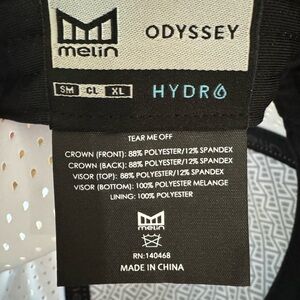 melin
ODYSSEY
SM CL XL
HYDRO
TEAR ME OFF
CROWN (FRONT): 88% POLYESTER/12% SPANDEX
CROWN (BACK): 88% POLYESTER/12% SPANDEX
VISOR (TOP): 88% POLYESTER/12% SPANDEX
VISOR (BOTTOM): 100% POLYESTER MELANGE
LINING: 100% POLYESTER
melin
RN:140468
MADE IN CHINA